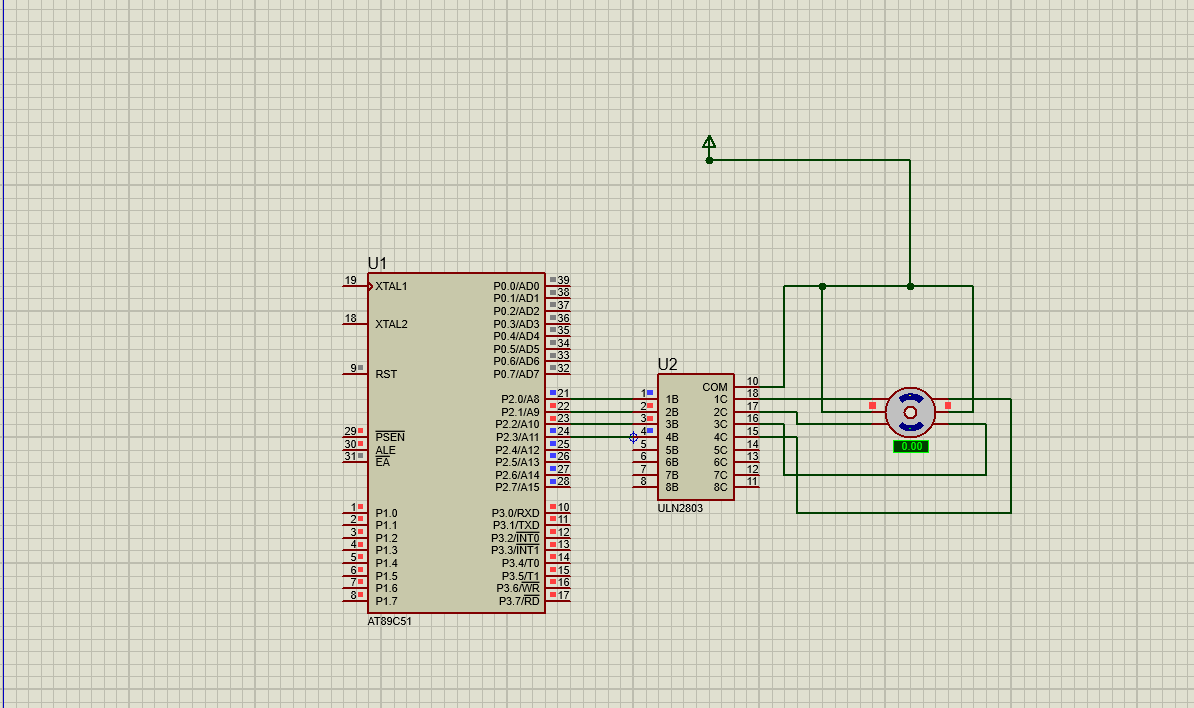 U1
19 XTAL1 P0.0/AD0 39
P0.1/AD1 38
P0.2/AD2 37
18 XTAL2 P0.3/AD3 36
P0.4/AD4 35
P0.5/AD5 34
P0.6/AD6 33
9 RST P0.7/AD7 32
P2.0/A8 21
P2.1/A9 22
P2.2/A10 23
29 PSEN P2.3/A11 24
30 ALE P2.4/A12 25
31 EA P2.5/A13 26
P2.6/A14 27
P2.7/A15 28
1 P1.0 P3.0/RXD 10
2 P1.1 P3.1/TXD 11
3 P1.2 P3.2/INT0 12
4 P1.3 P3.3/INT1 13
5 P1.4 P3.4/T0 14
6 P1.5 P3.5/T1 15
7 P1.6 P3.6/WR 16
8 P1.7 P3.7/RD 17
AT89C51
U2
COM 10
1 1B 1C 18
2 2B 2C 17
3 3B 3C 16
4 4B 4C 15
5 5B 5C 14
6 6B 6C 13
7 7B 7C 12
8 8B 8C 11
ULN2803
0.00